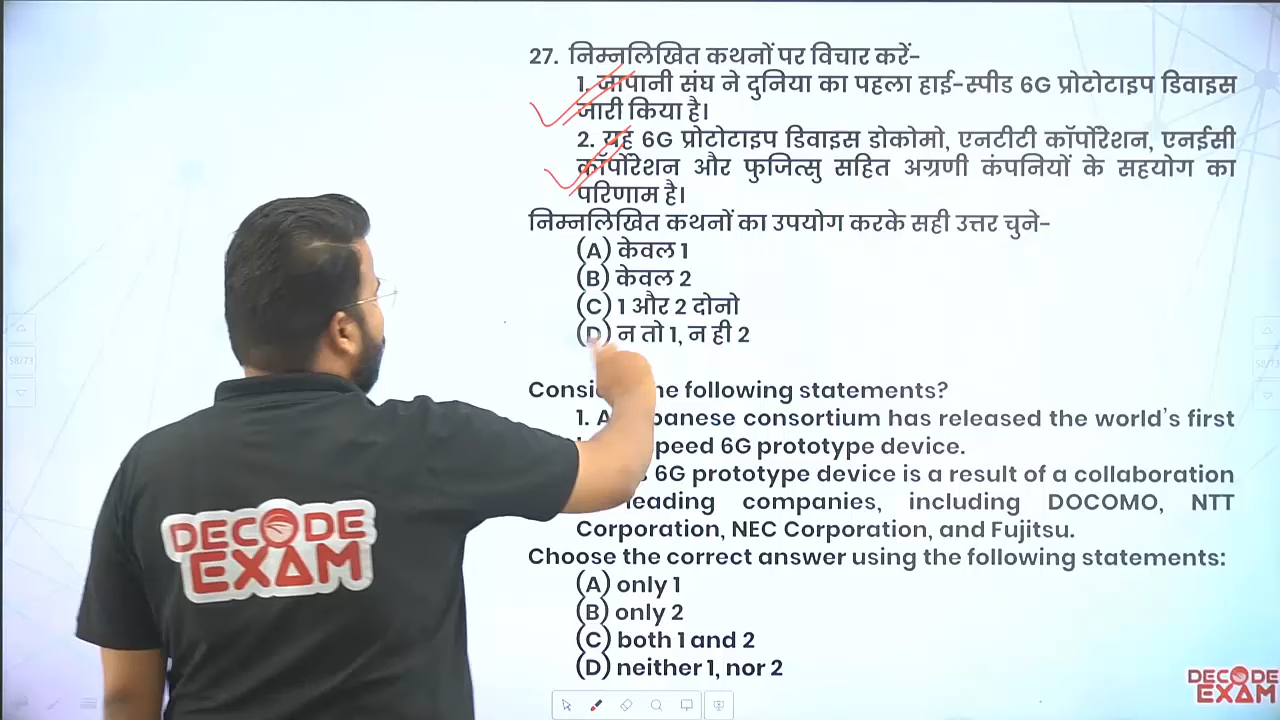 27. निम्नलिखित कथनों पर विचार करें-
1. जापानी संघ ने दुनिया का पहला हाई-स्पीड 6G प्रोटोटाइप डिवाइस
जारी किया है।
2. यह 6G प्रोटोटाइप डिवाइस डोकोमो, एनटीटी कॉर्पोरेशन, एनईसी
कॉर्पोरेशन और फुजित्सु सहित अग्रणी कंपनियों के सहयोग का
परिणाम है।
निम्नलिखित कथनों का उपयोग करके सही उत्तर चुने-
(A) केवल 1
(B) केवल 2
(C) 1 और 2 दोनो
(D) न तो 1, न ही 2
following statements?
1. consortium has released the world's first
6G prototype device.
6G prototype device is a result of a collaboration
leading companies, including DOCOMO, NTT
Corporation, NEC Corporation, and Fujitsu.
Choose the correct answer using the following statements:
(A) only 1
(B) only 2
(C) both 1 and 2
(D) neither 1, nor 2
DECODE
EXAM
DECODE
EXAM
58/73